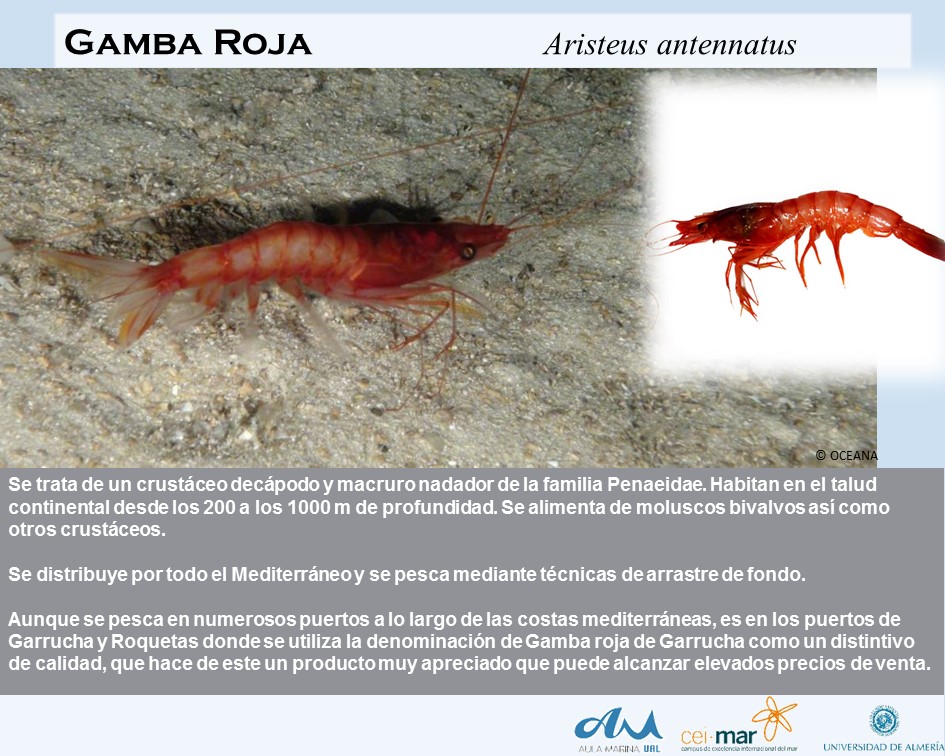 GAMBA ROJA
Aristeus antennatus
© OCEANA
Se trata de un crustáceo decápodo y macruro nadador de la familia Penaeidae. Habitan en el talud
continental desde los 200 a los 1000 m de profundidad. Se alimenta de moluscos bivalvos así como
otros crustáceos.
Se distribuye por todo el Mediterráneo y se pesca mediante técnicas de arrastre de fondo.
Aunque se pesca en numerosos puertos a lo largo de las costas mediterráneas, es en los puertos de
Garrucha y Roquetas donde se utiliza la denominación de Gamba roja de Garrucha como un distintivo
de calidad, que hace de este un producto muy apreciado que puede alcanzar elevados precios de venta.
AULA MARINA UAL
cei·mar
campus de excelencia internacional del mar
UNIVERSIDAD DE ALMERÍA